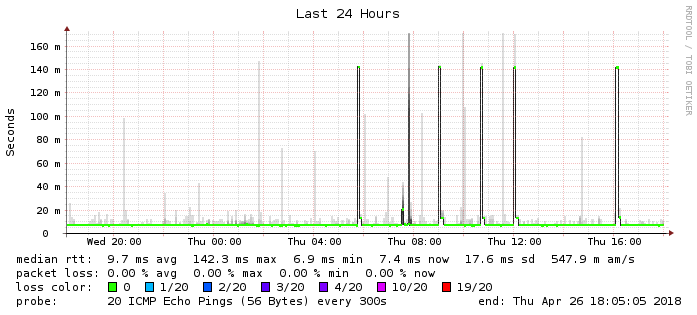 Last 24 Hours
RRDTOOL / TOBI OETIKER
Seconds
160 m
140 m
120 m
100 m
80 m
60 m
40 m
20 m
0
Wed 20:00 Thu 00:00 Thu 04:00 Thu 08:00 Thu 12:00 Thu 16:00
median rtt: 9.7 ms avg 142.3 ms max 6.9 ms min 7.4 ms now 17.6 ms sd 547.9 m am/s
packet loss: 0.00 % avg 0.00 % max 0.00 % min 0.00 % now
loss color: 0 1/20 2/20 3/20 4/20 10/20 19/20
probe: 20 ICMP Echo Pings (56 Bytes) every 300s end: Thu Apr 26 18:05:05 2018